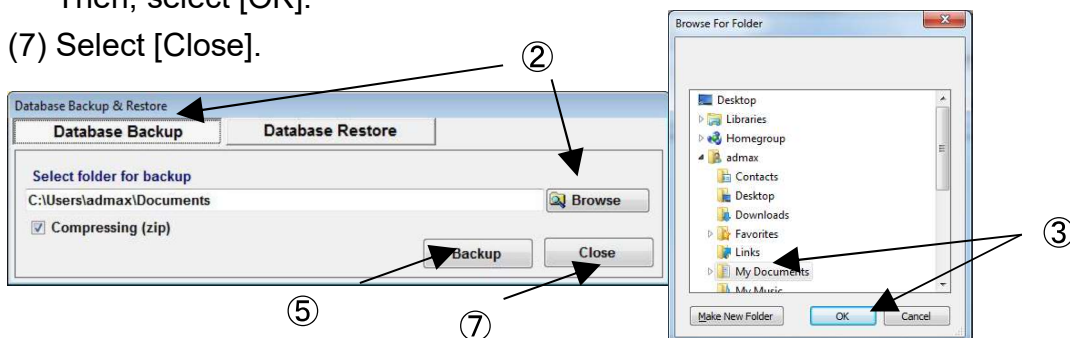 Then, select [OK].
(7) Select [Close].
②
Database Backup & Restore
Database Backup
Database Restore
Select folder for backup
C:\Users\admax\Documents
Browse
Compressing (zip)
Backup
Close
⑤
⑦
Browse For Folder
Desktop
Libraries
Homegroup
admax
Contacts
Desktop
Downloads
Favorites
Links
My Documents
My Music
Make New Folder
OK
Cancel
③